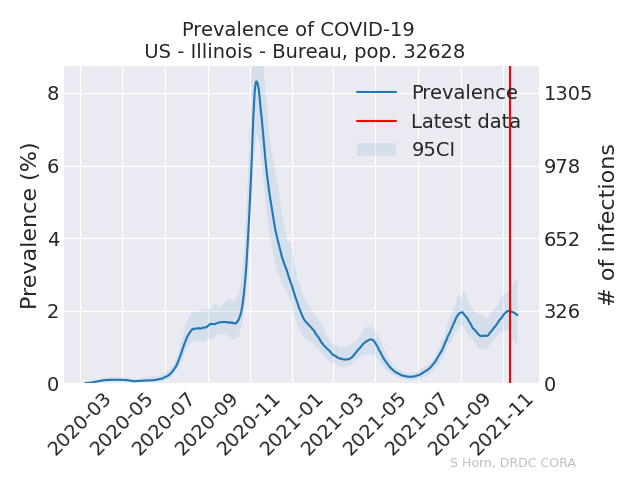 Prevalence of COVID-19
US - Illinois - Bureau, pop. 32628
Prevalence (%)
8
6
4
2
0
Prevalence
Latest data
95CI
1305
978
652
326
0
# of infections
2020-03
2020-05
2020-07
2020-09
2020-11
2021-01
2021-03
2021-05
2021-07
2021-09
2021-11
S Horn, DRDC CORA